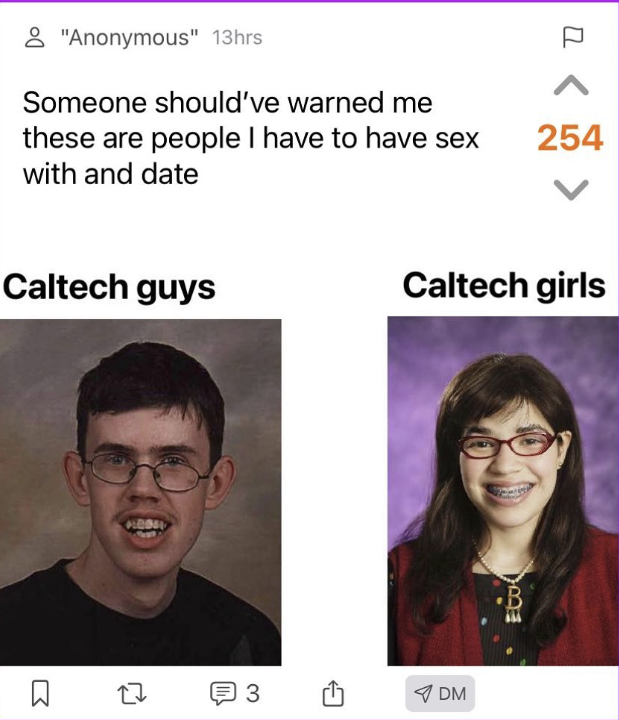 "Anonymous" 13hrs
Someone should've warned me
these are people I have to have sex
with and date
254
Caltech guys
Caltech girls
B
3
DM